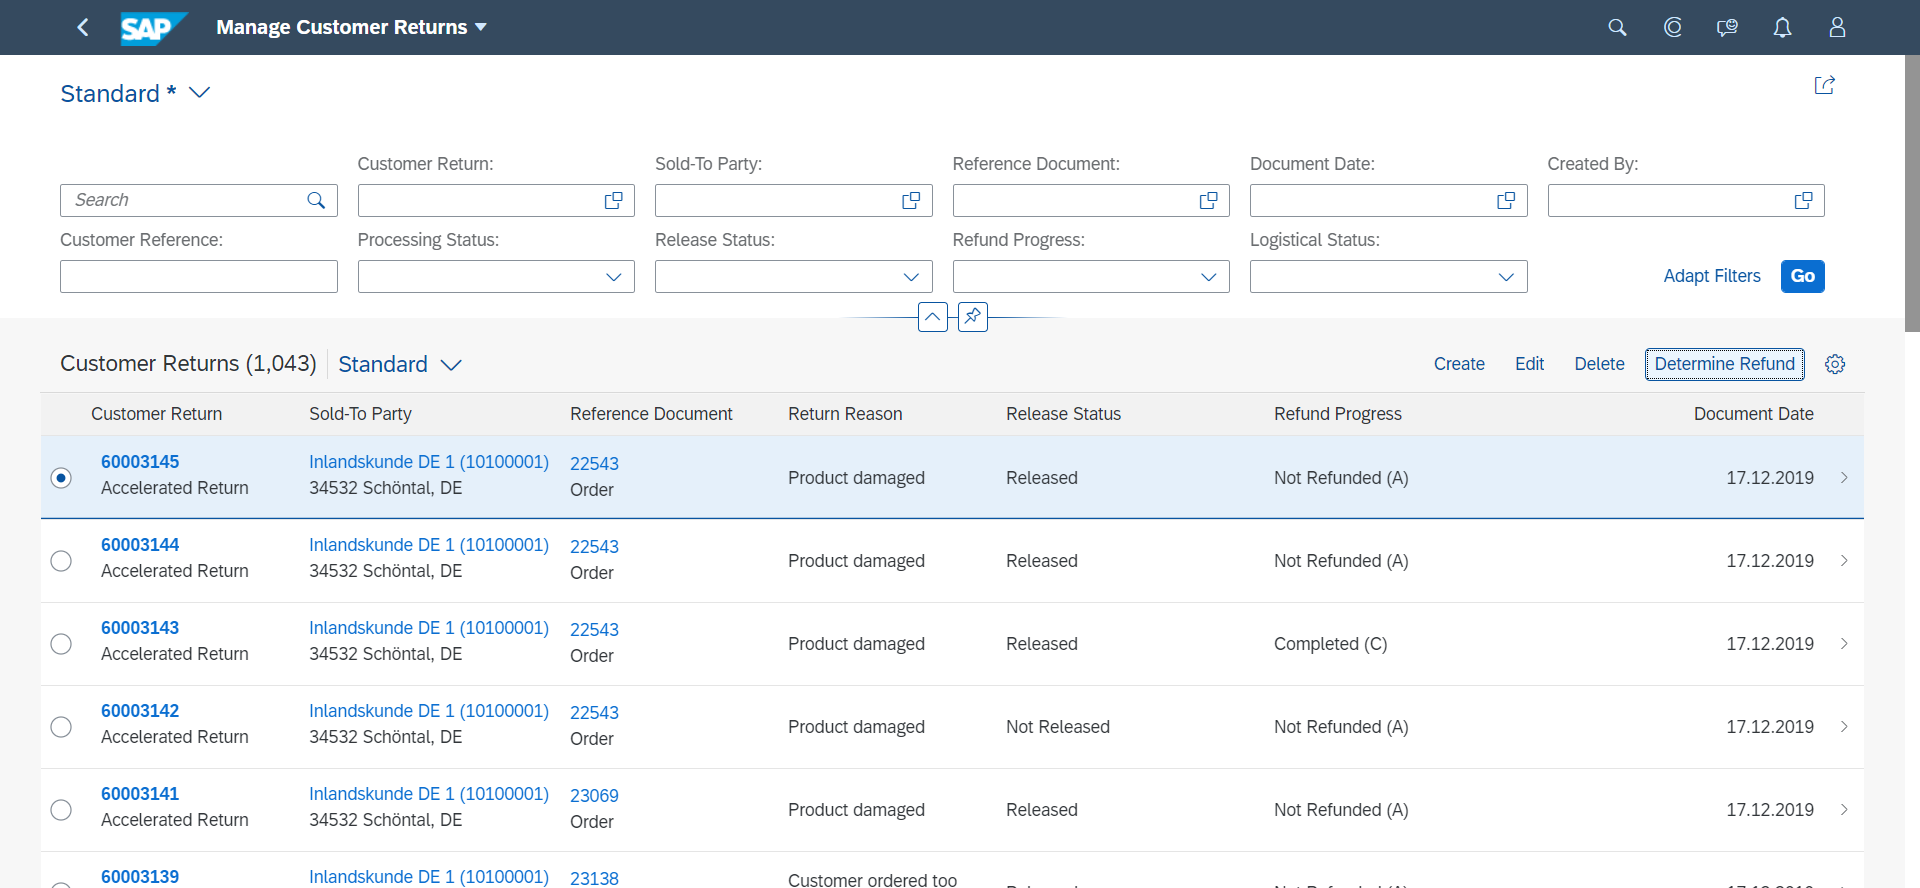 SAP Manage Customer Returns
Standard *
Customer Return: Sold-To Party: Reference Document: Document Date: Created By:
Search
Customer Reference: Processing Status: Release Status: Refund Progress: Logistical Status:
Adapt Filters Go
Customer Returns (1,043) Standard Create Edit Delete Determine Refund
Customer Return Sold-To Party Reference Document Return Reason Release Status Refund Progress Document Date
60003145 Inlandskunde DE 1 (10100001) 22543
Product damaged Released Not Refunded (A) 17.12.2019
Accelerated Return 34532 Schöntal, DE Order
60003144 Inlandskunde DE 1 (10100001) 22543
Product damaged Released Not Refunded (A) 17.12.2019
Accelerated Return 34532 Schöntal, DE Order
60003143 Inlandskunde DE 1 (10100001) 22543
Product damaged Released Completed (C) 17.12.2019
Accelerated Return 34532 Schöntal, DE Order
60003142 Inlandskunde DE 1 (10100001) 22543
Product damaged Not Released Not Refunded (A) 17.12.2019
Accelerated Return 34532 Schöntal, DE Order
60003141 Inlandskunde DE 1 (10100001) 23069
Product damaged Released Not Refunded (A) 17.12.2019
Accelerated Return 34532 Schöntal, DE Order
60003139 Inlandskunde DE 1 (10100001) 23138 Customer ordered too